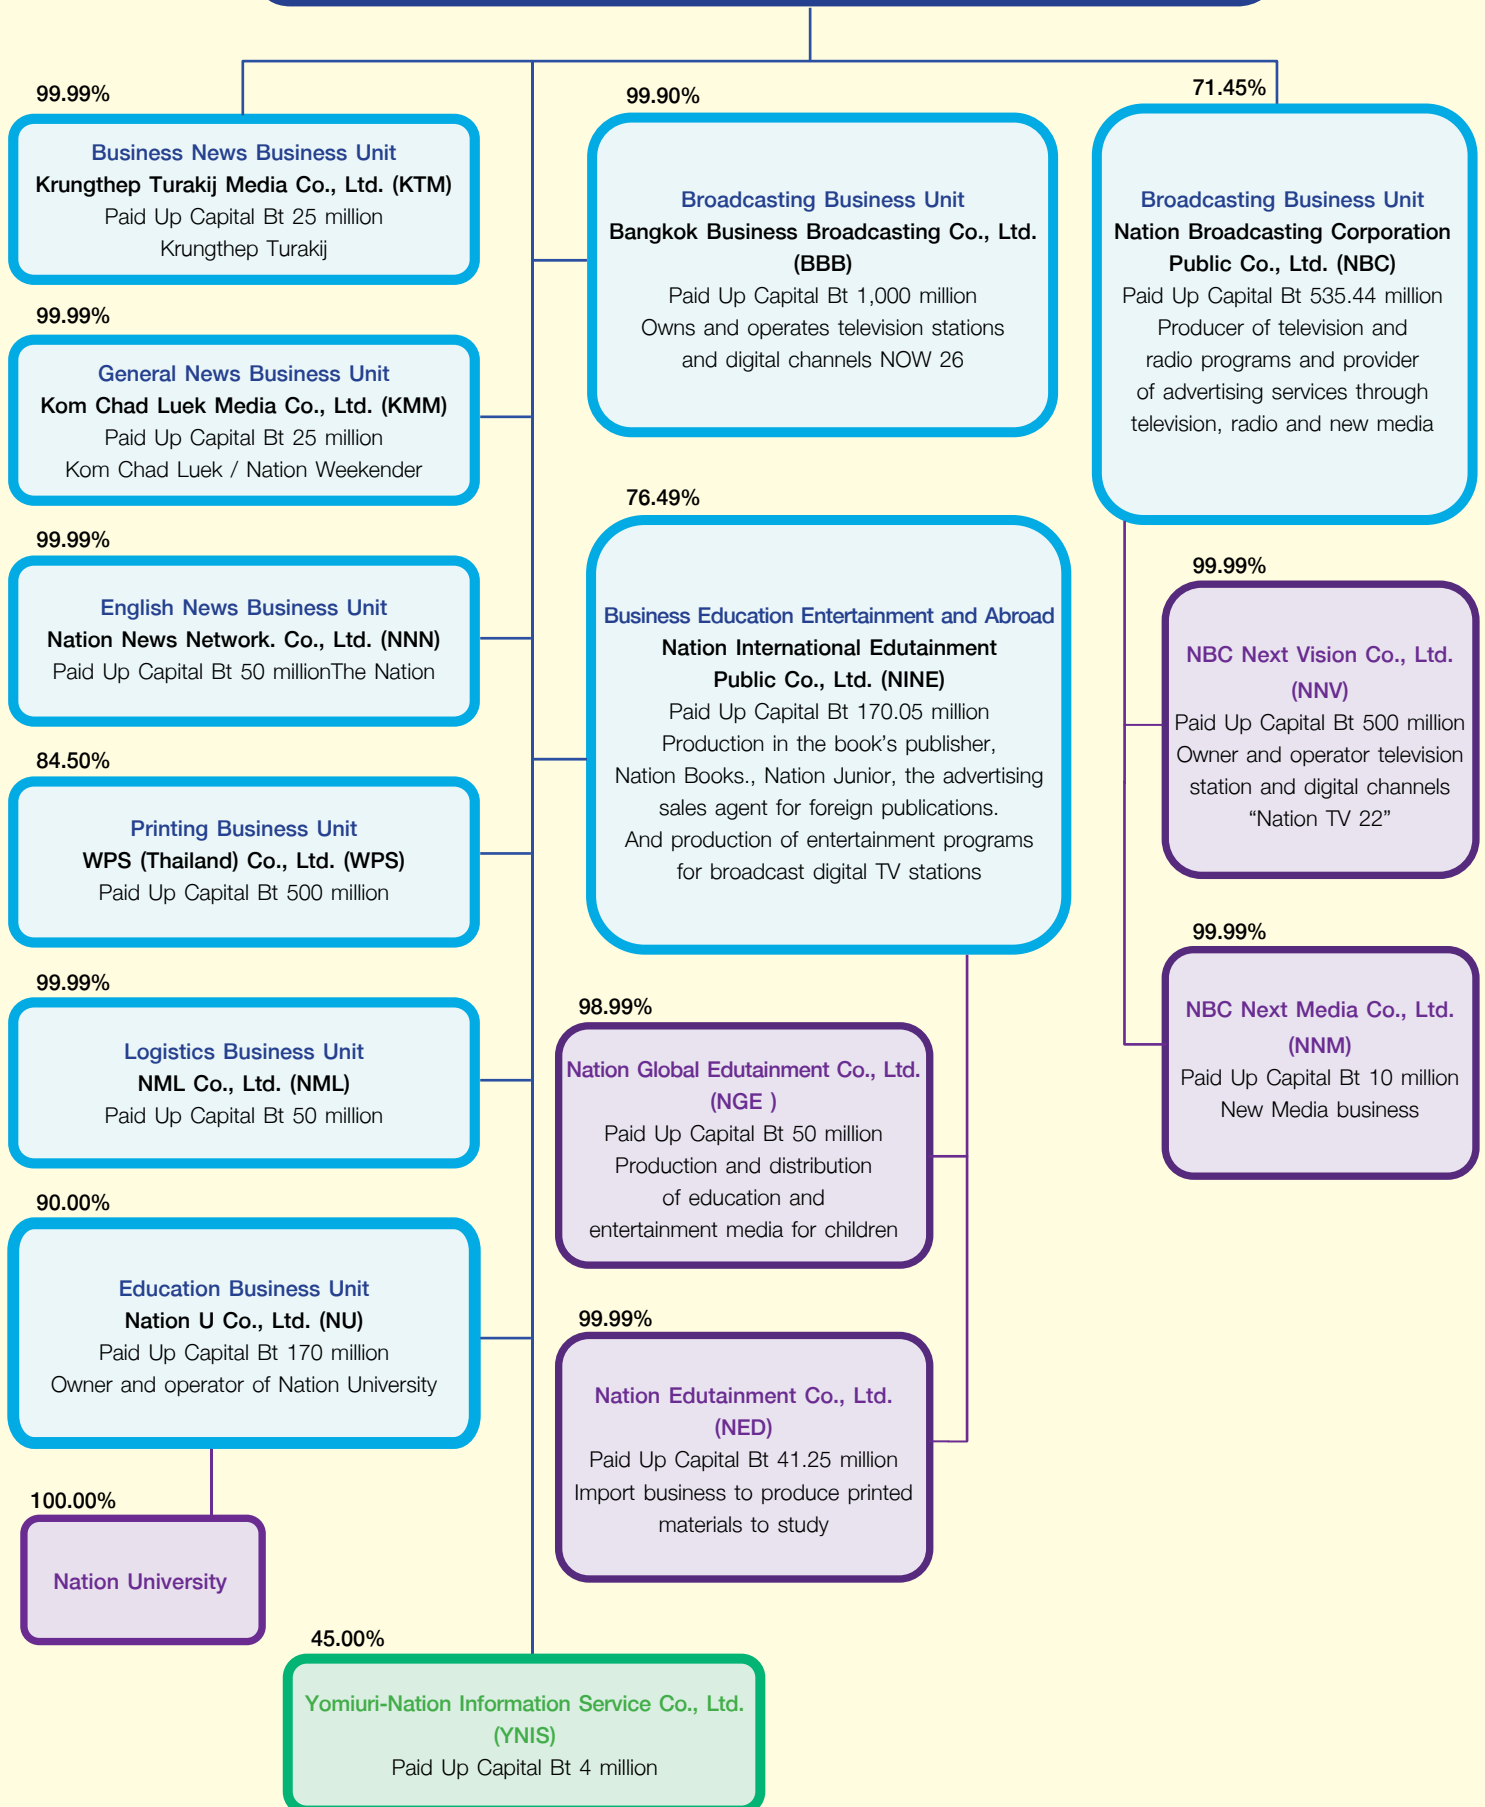 99.99%
Business News Business Unit
Krungthep Turakij Media Co., Ltd. (KTM)
Paid Up Capital Bt 25 million
Krungthep Turakij
99.99%
General News Business Unit
Kom Chad Luek Media Co., Ltd. (KMM)
Paid Up Capital Bt 25 million
Kom Chad Luek / Nation Weekender
99.99%
English News Business Unit
Nation News Network. Co., Ltd. (NNN)
Paid Up Capital Bt 50 millionThe Nation
84.50%
Printing Business Unit
WPS (Thailand) Co., Ltd. (WPS)
Paid Up Capital Bt 500 million
99.99%
Logistics Business Unit
NML Co., Ltd. (NML)
Paid Up Capital Bt 50 million
90.00%
Education Business Unit
Nation U Co., Ltd. (NU)
Paid Up Capital Bt 170 million
Owner and operator of Nation University
100.00%
Nation University
99.90%
Broadcasting Business Unit
Bangkok Business Broadcasting Co., Ltd.
(BBB)
Paid Up Capital Bt 1,000 million
Owns and operates television stations
and digital channels NOW 26
76.49%
Business Education Entertainment and Abroad
Nation International Edutainment
Public Co., Ltd. (NINE)
Paid Up Capital Bt 170.05 million
Production in the book's publisher,
Nation Books., Nation Junior, the advertising
sales agent for foreign publications.
And production of entertainment programs
for broadcast digital TV stations
98.99%
Nation Global Edutainment Co., Ltd.
(NGE )
Paid Up Capital Bt 50 million
Production and distribution
of education and
entertainment media for children
99.99%
Nation Edutainment Co., Ltd.
(NED)
Paid Up Capital Bt 41.25 million
Import business to produce printed
materials to study
45.00%
Yomiuri-Nation Information Service Co., Ltd.
(YNIS)
Paid Up Capital Bt 4 million
71.45%
Broadcasting Business Unit
Nation Broadcasting Corporation
Public Co., Ltd. (NBC)
Paid Up Capital Bt 535.44 million
Producer of television and
radio programs and provider
of advertising services through
television, radio and new media
99.99%
NBC Next Vision Co., Ltd.
(NNV)
Paid Up Capital Bt 500 million
Owner and operator television
station and digital channels
“Nation TV 22”
99.99%
NBC Next Media Co., Ltd.
(NNM)
Paid Up Capital Bt 10 million
New Media business